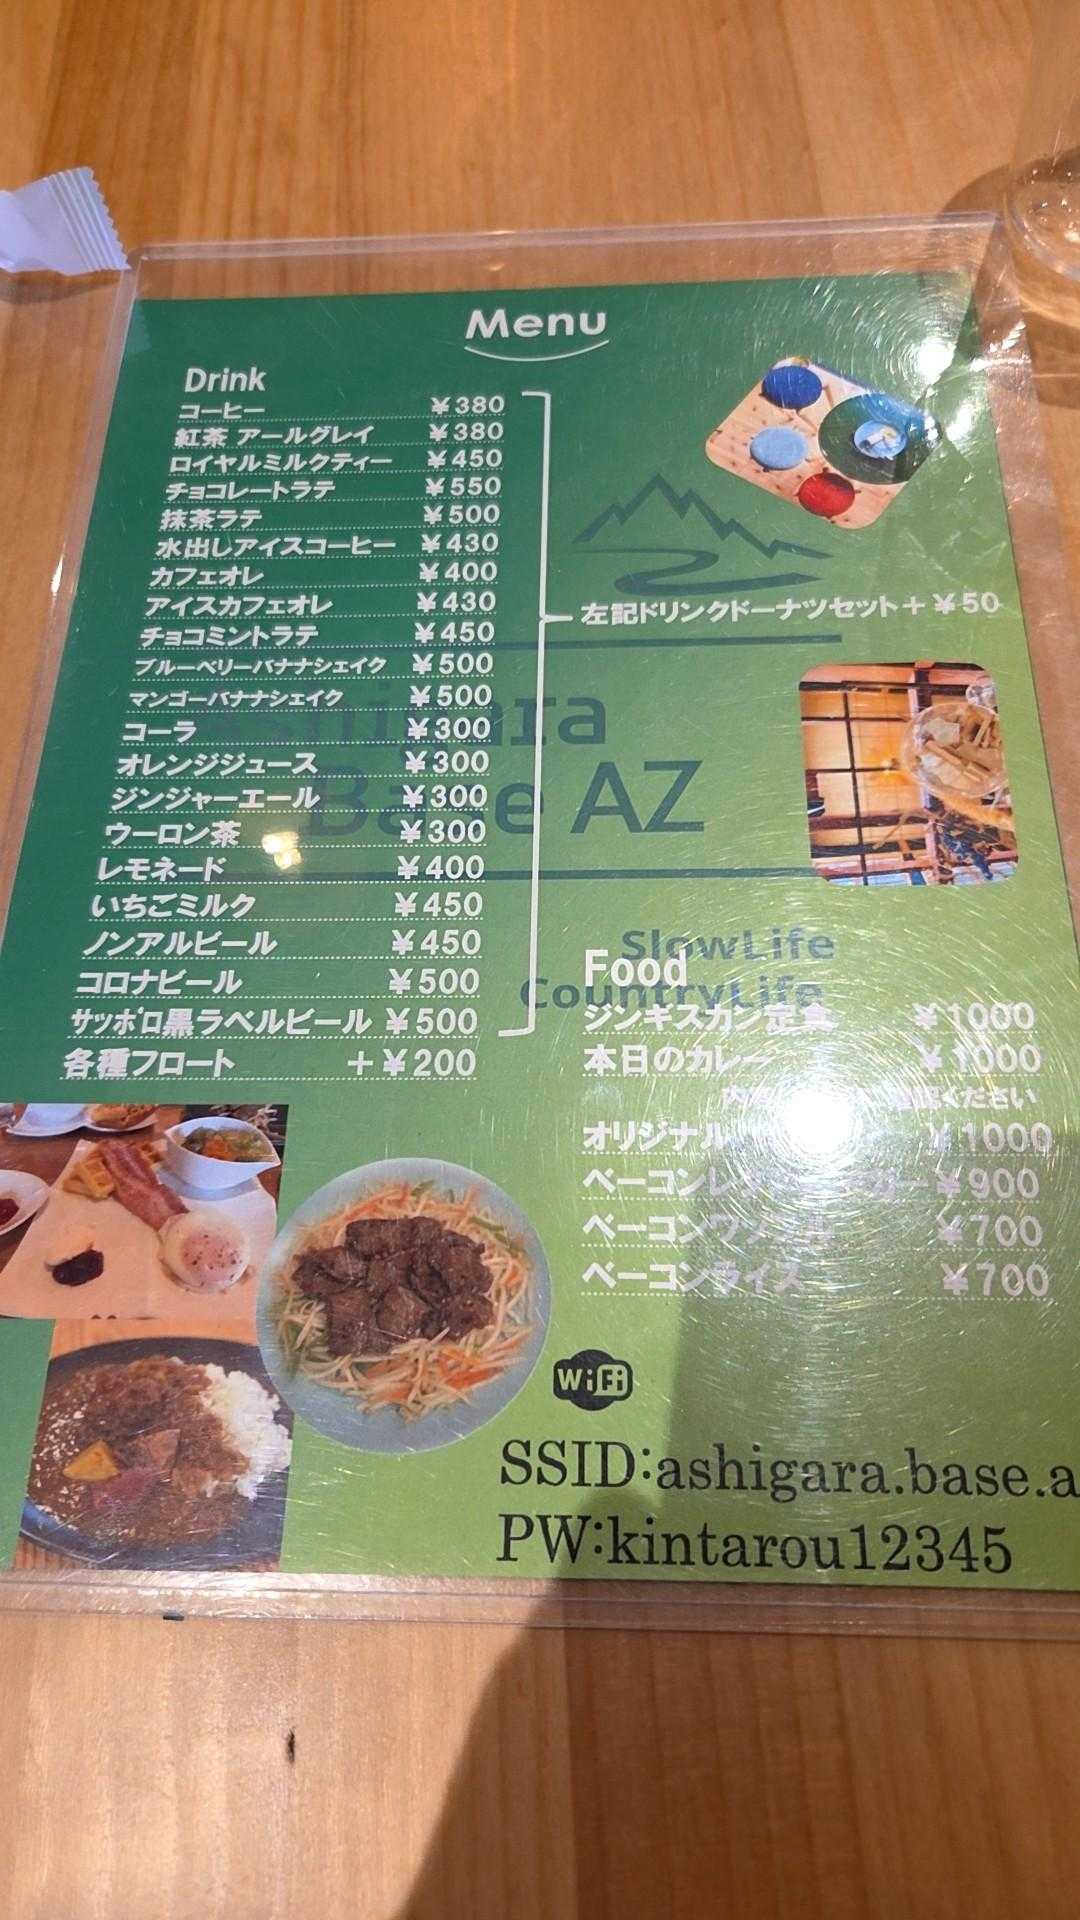 Menu
Drink
コーヒー ¥380
紅茶 アールグレイ ¥380
ロイヤルミルクティー ¥450
チョコレートラテ ¥550
抹茶ラテ ¥500
水出しアイスコーヒー ¥430
カフェオレ ¥400
アイスカフェオレ ¥430
チョコミントラテ ¥450
ブルーベリーバナナシェイク ¥500
マンゴーバナナシェイク ¥500
コーラ ¥300
オレンジジュース ¥300
ジンジャーエール ¥300
ウーロン茶 ¥300
レモネード ¥400
いちごミルク ¥450
ノンアルビール ¥450
コロナビール ¥500
サッポロ黒ラベルビール ¥500
各種フロート +¥200
左記ドリンクドーナツセット+¥50
Ashigara
Base AZ
SlowLife
CountryLife
Food
ジンギスカン定食 ¥1000
本日のカレー ¥1000
ください
オリジナル ¥1000
¥900
ベーコンワッフル ¥700
ベーコンライス ¥700
WiFi
SSID:ashigara.base.a
PW:kintarou12345